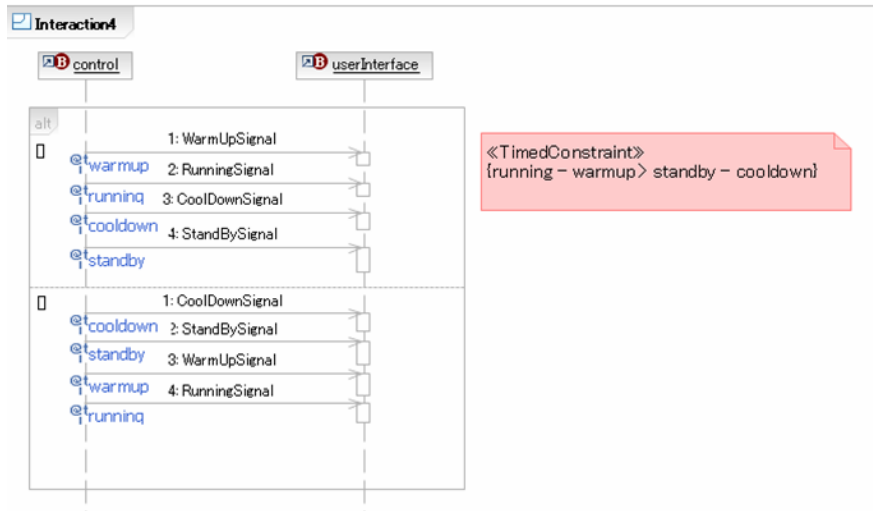 Interaction4
control
userInterface
alt
1: WarmUpSignal
[]
@t warmup
2: RunningSignal
@t running
3: CoolDownSignal
@t cooldown
4: StandBySignal
@t standby
«TimedConstraint»
{running - warmup > standby - cooldown}
[]
1: CoolDownSignal
@t cooldown
2: StandBySignal
@t standby
3: WarmUpSignal
@t warmup
4: RunningSignal
@t running